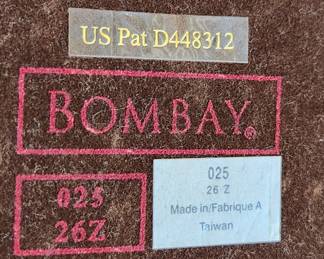 US Pat D448312
BOMBAY®
025
26Z
025
26 Z
Made in/Fabrique A
Taiwan